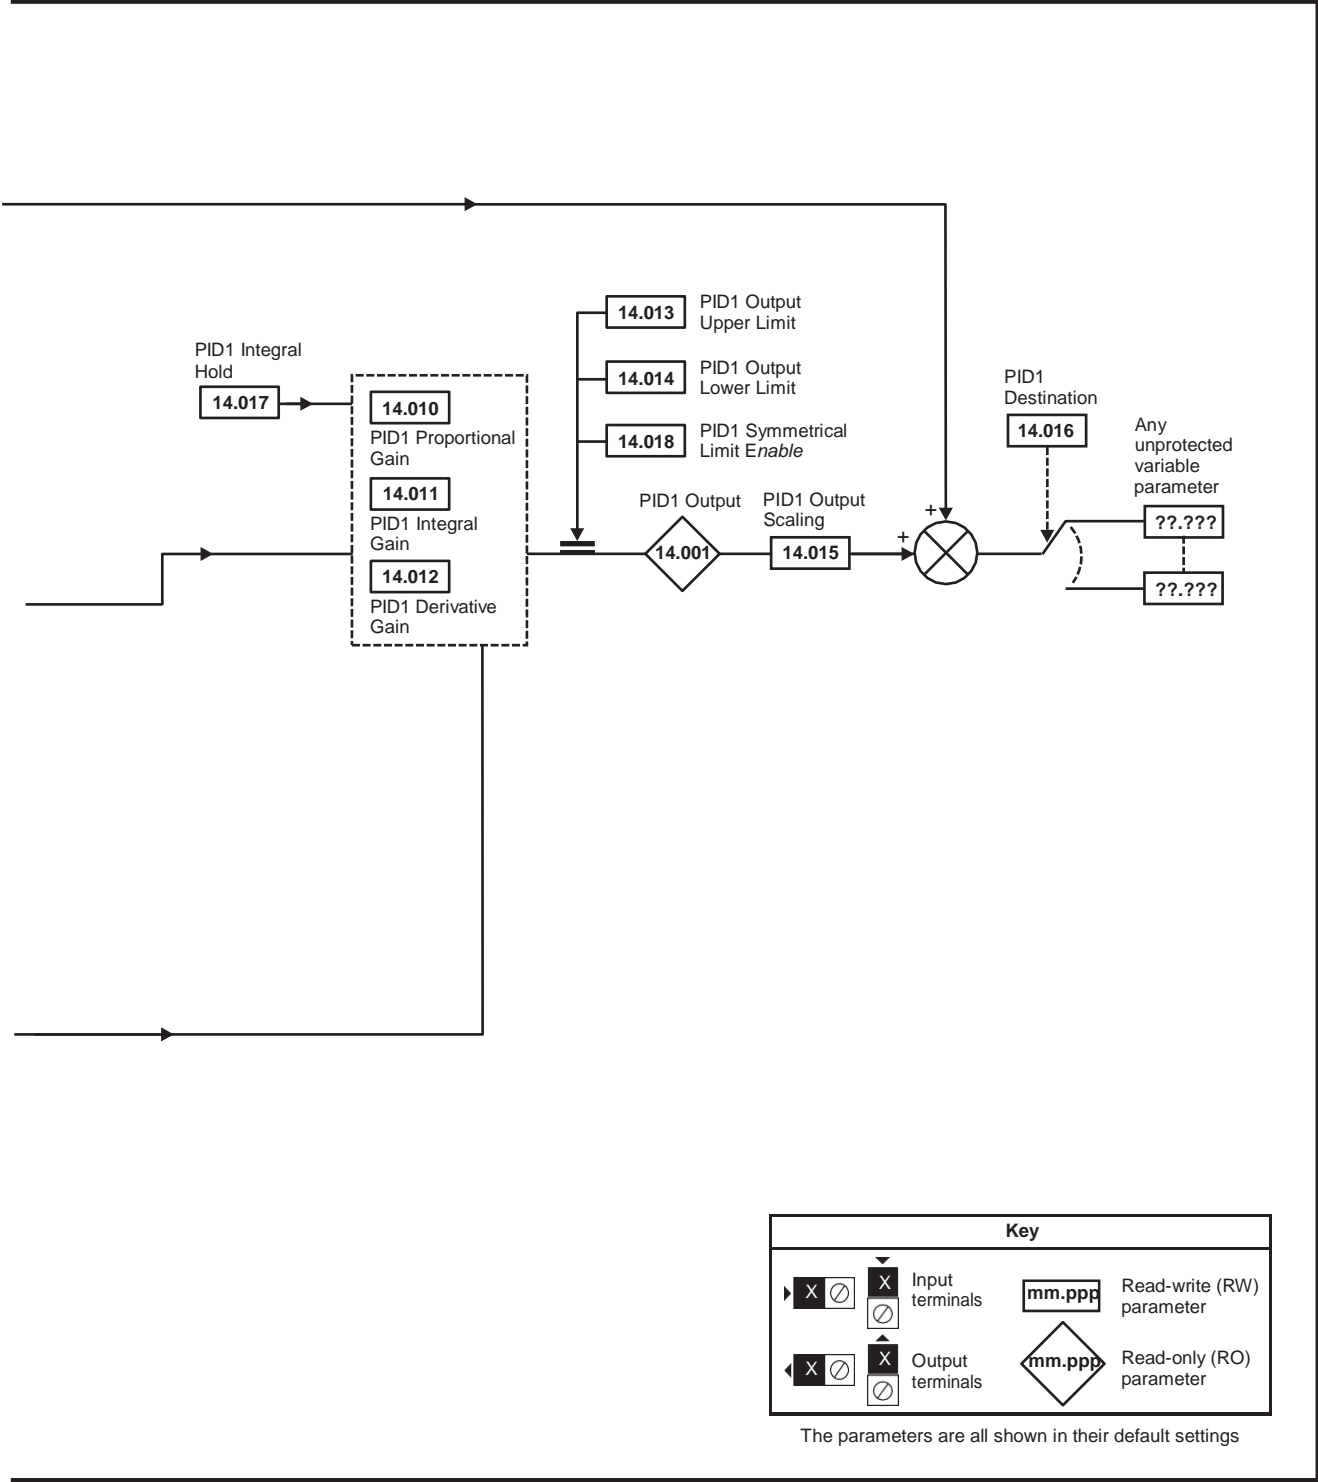 PID1 Integral
Hold
14.017
14.010
PID1 Proportional
Gain
14.011
PID1 Integral
Gain
14.012
PID1 Derivative
Gain
14.013
PID1 Output
Upper Limit
14.014
PID1 Output
Lower Limit
14.018
PID1 Symmetrical
Limit Enable
PID1 Output
14.001
PID1 Output
Scaling
14.015
+
+
PID1
Destination
14.016
Any
unprotected
variable
parameter
??.???
??.???
Key
X
X
Input
terminals
mm.ppp
Read-write (RW)
parameter
X
X
Output
terminals
mm.ppp
Read-only (RO)
parameter
The parameters are all shown in their default settings